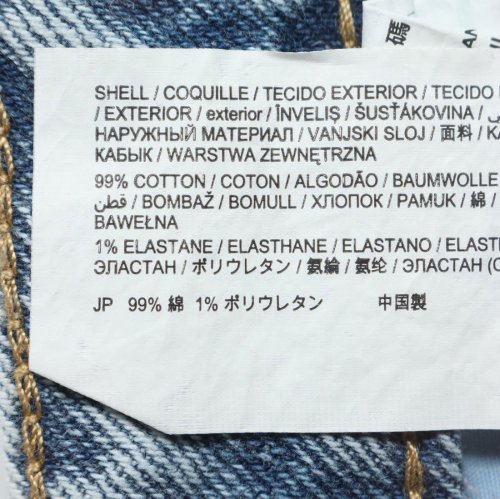 碼
AM
SHELL / COQUILLE / TECIDO EXTERIOR / TECIDO
/ EXTERIOR / exterior / ÎNVELIȘ / ŠUSŤÁKOVINA /
НАРУЖНЫЙ МАТЕРИАЛ / VANJSKI SLOJ / 面料 /
КАБЫК / WARSTWA ZEWNĘTRZNA
99% COTTON / COTON / ALGODÃO / BAUMWOLLE
قطن / BOMBAŽ / BOMULL / ХЛОПОК / PAMUK / 綿 /
BAWEŁNA
1% ELASTANE / ELASTHANE / ELASTANO /
ЭЛАСТАН / ポリウレタン / 氨綸 / 氨纶 / ЭЛАСТАН
JP 99% 綿 1% ポリウレタン 中国製